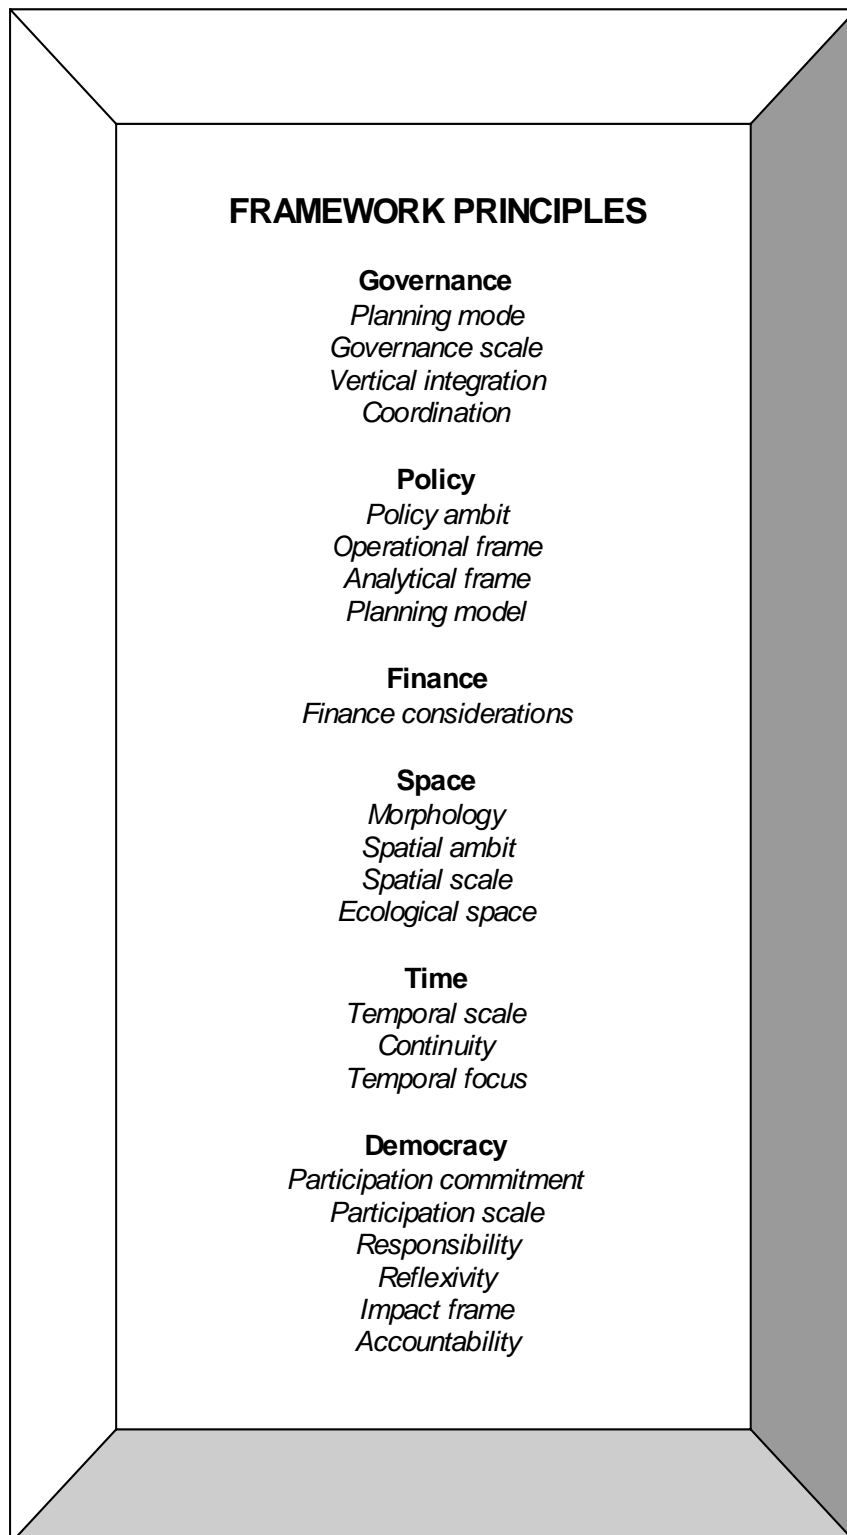 FRAMEWORK PRINCIPLES
Governance
Planning mode
Governance scale
Vertical integration
Coordination
Policy
Policy ambit
Operational frame
Analytical frame
Planning model
Finance
Finance considerations
Space
Morphology
Spatial ambit
Spatial scale
Ecological space
Time
Temporal scale
Continuity
Temporal focus
Democracy
Participation commitment
Participation scale
Responsibility
Reflexivity
Impact frame
Accountability